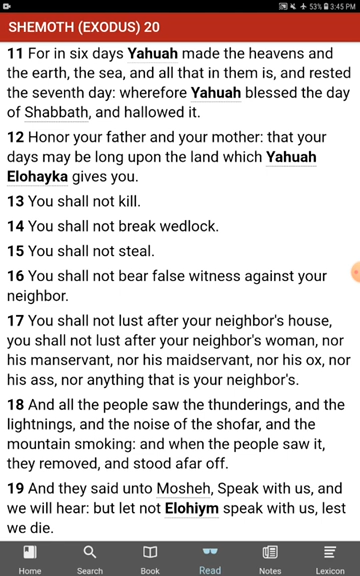 53% 3:45 PM
SHEMOTH (EXODUS) 20
11 For in six days Yahuah made the heavens and
the earth, the sea, and all that in them is, and rested
the seventh day: wherefore Yahuah blessed the day
of Shabbath, and hallowed it.
12 Honor your father and your mother: that your
days may be long upon the land which Yahuah
Elohayka gives you.
13 You shall not kill.
14 You shall not break wedlock.
15 You shall not steal.
16 You shall not bear false witness against your
neighbor.
17 You shall not lust after your neighbor's house,
you shall not lust after your neighbor's woman, nor
his manservant, nor his maidservant, nor his ox, nor
his ass, nor anything that is your neighbor's.
18 And all the people saw the thunderings, and the
lightnings, and the noise of the shofar, and the
mountain smoking: and when the people saw it,
they removed, and stood afar off.
19 And they said unto Mosheh, Speak with us, and
we will hear: but let not Elohiym speak with us, lest
we die.
Home Search Book Read Notes Lexicon